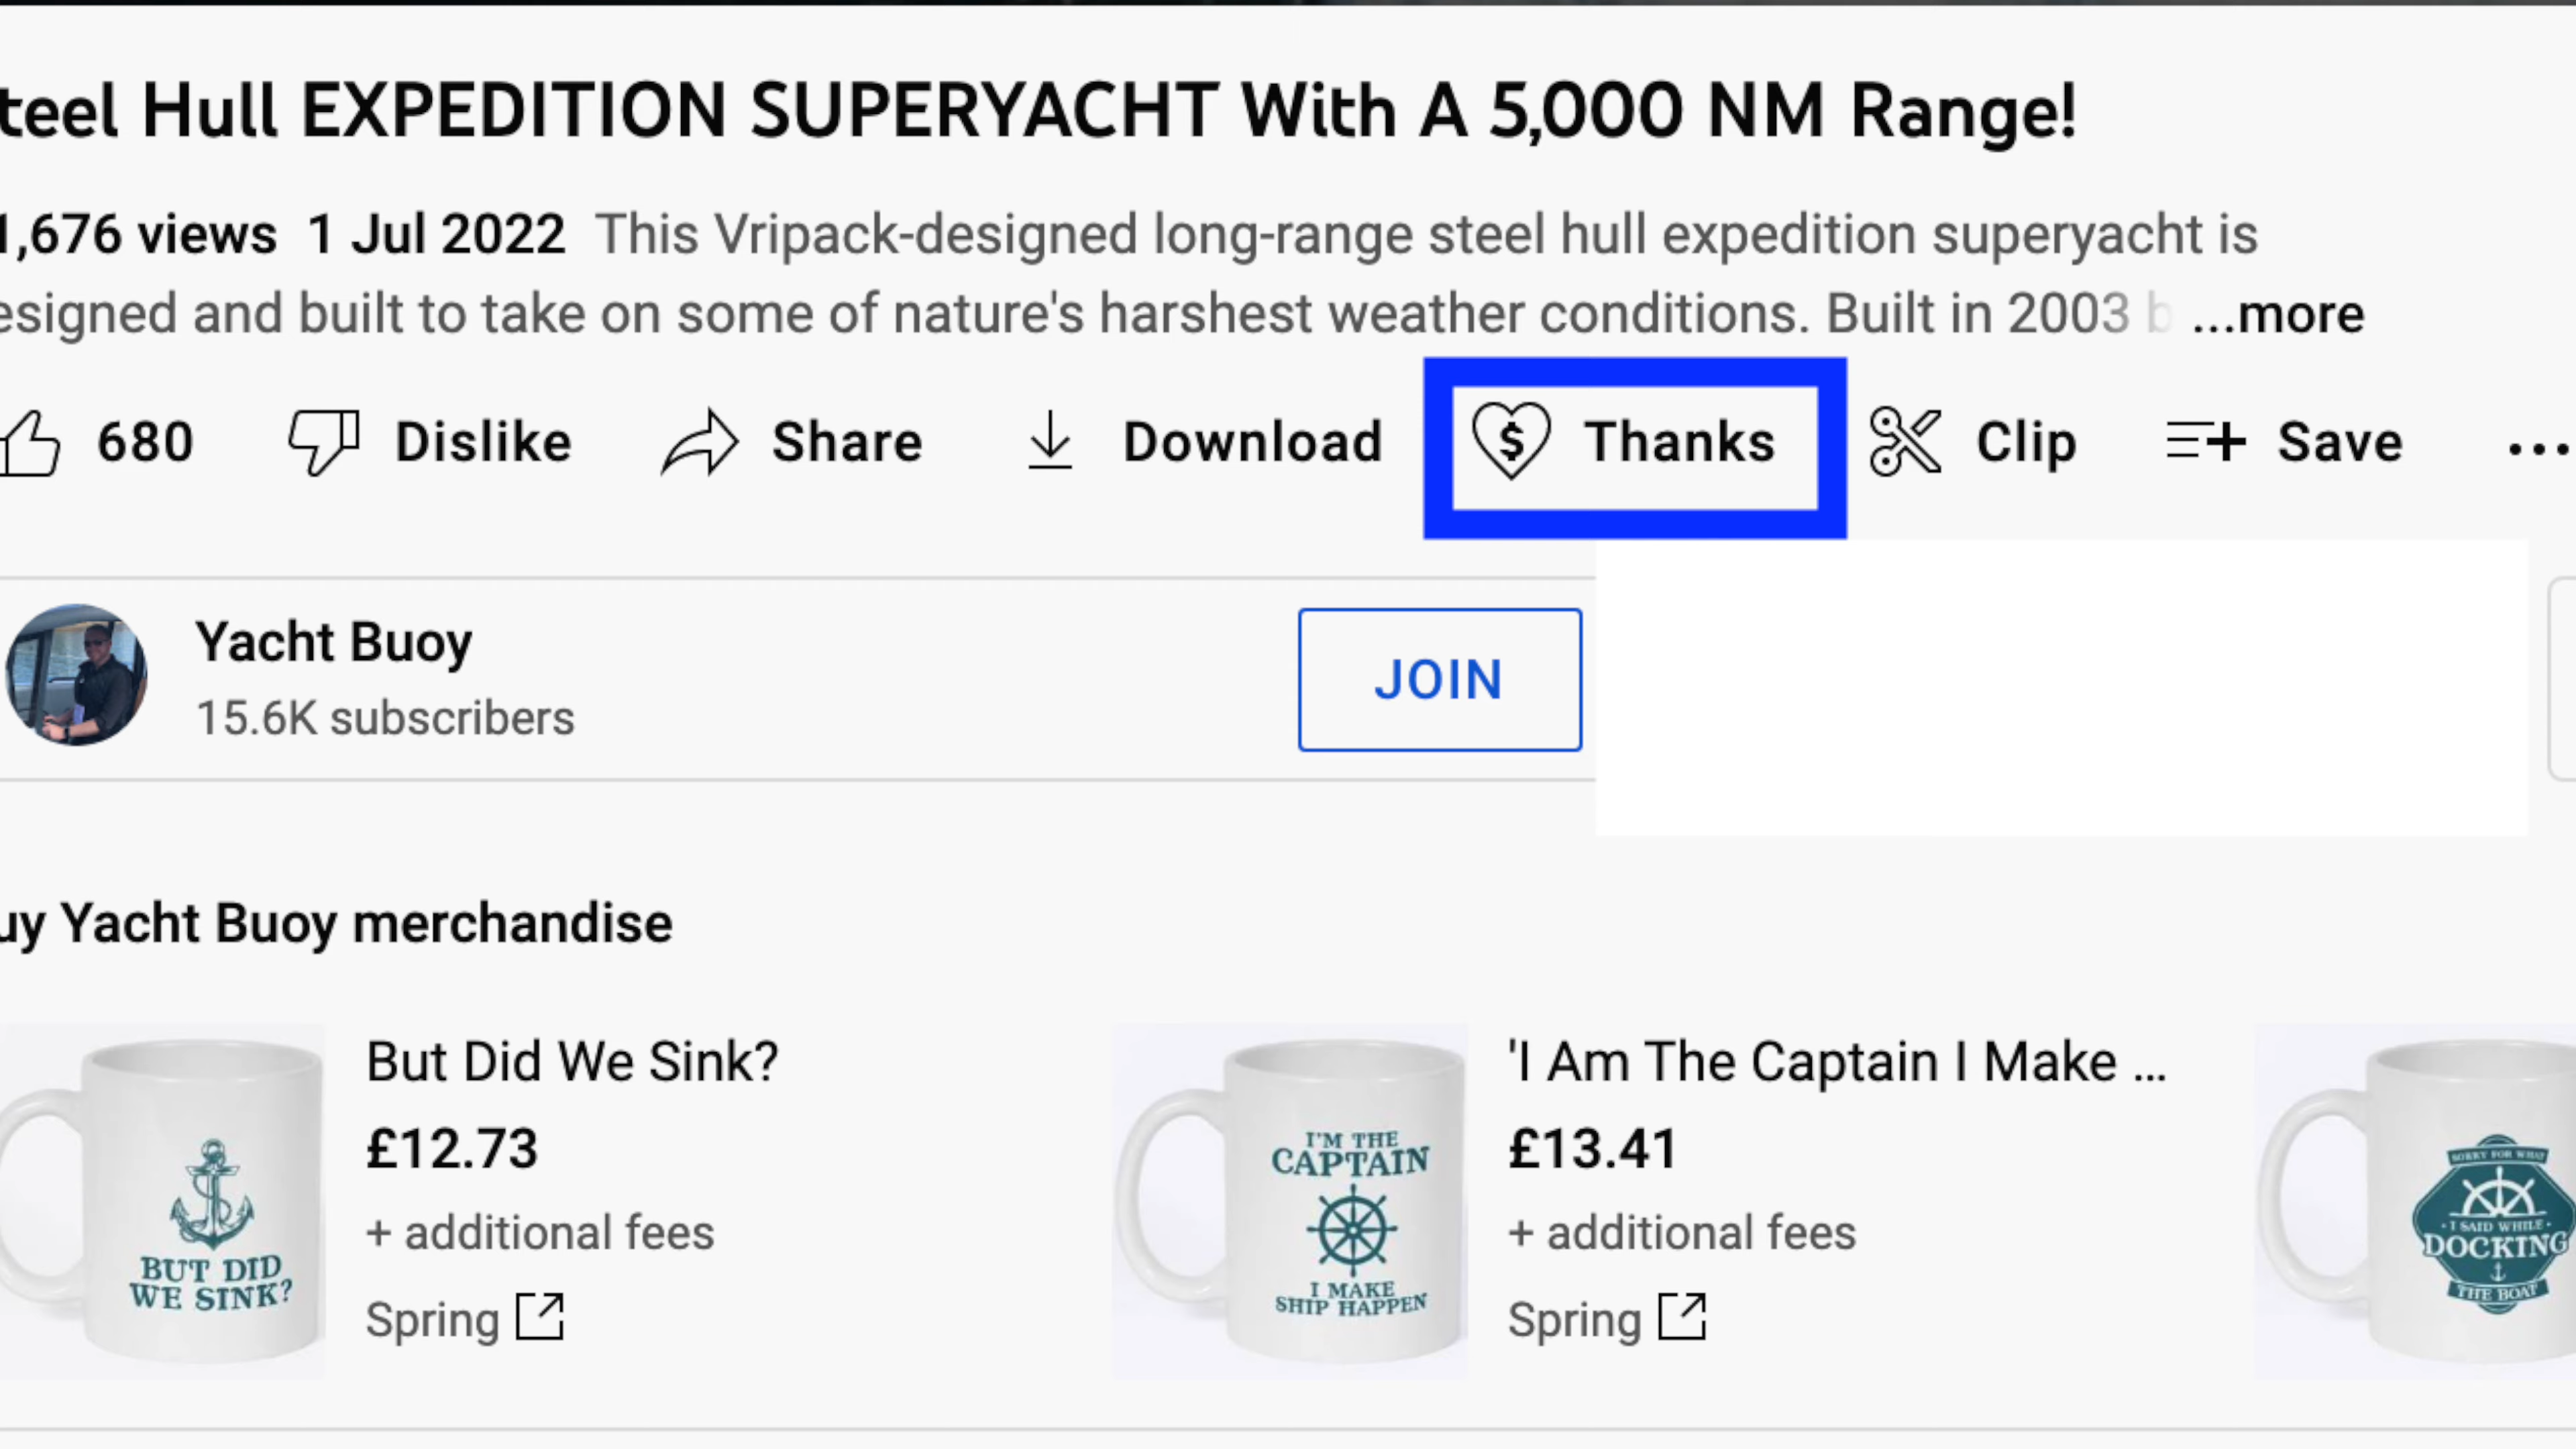 teel Hull EXPEDITION SUPERYACHT With A 5,000 NM Range!
1,676 views 1 Jul 2022 This Vripack-designed long-range steel hull expedition superyacht is
esigned and built to take on some of nature's harshest weather conditions. Built in 2003 b ...more
680 Dislike Share Download $ Thanks Clip Save ...
Yacht Buoy
15.6K subscribers
JOIN
uy Yacht Buoy merchandise
But Did We Sink?
£12.73
+ additional fees
Spring
BUT DID
WE SINK?
'I Am The Captain I Make ...
£13.41
+ additional fees
Spring
I'M THE
CAPTAIN
I MAKE
SHIP HAPPEN
SORRY FOR WHAT
I SAID WHILE
DOCKING
THE BOAT